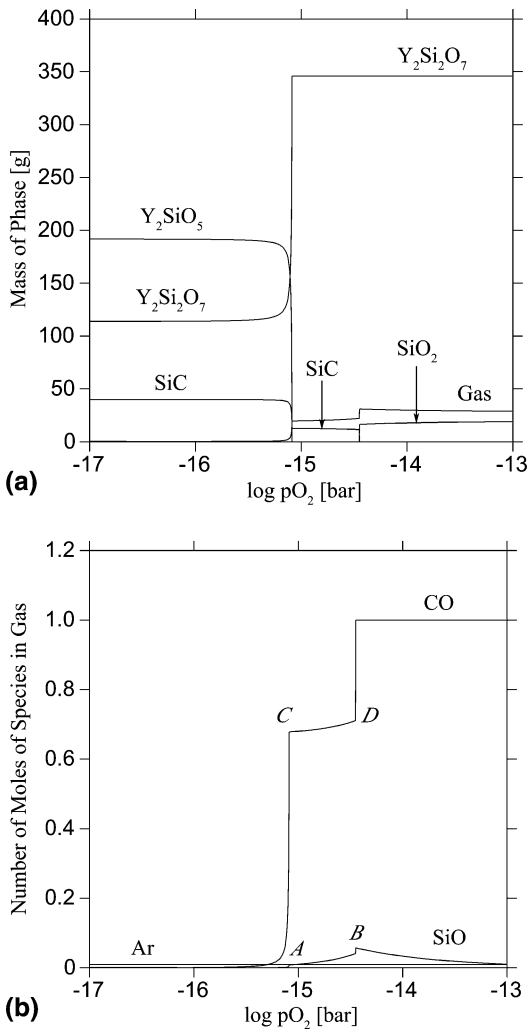 400
350
300
250
200
150
100
50
0
Mass of Phase [g]
Y₂Si₂O₇
Y₂SiO₅
Y₂Si₂O₇
SiC
SiC
SiO₂
Gas
-17
-16
-15
-14
-13
log pO₂ [bar]
(a)
1.2
1.0
0.8
0.6
0.4
0.2
0
Number of Moles of Species in Gas
CO
C
D
Ar
A
B
SiO
-17
-16
-15
-14
-13
log pO₂ [bar]
(b)